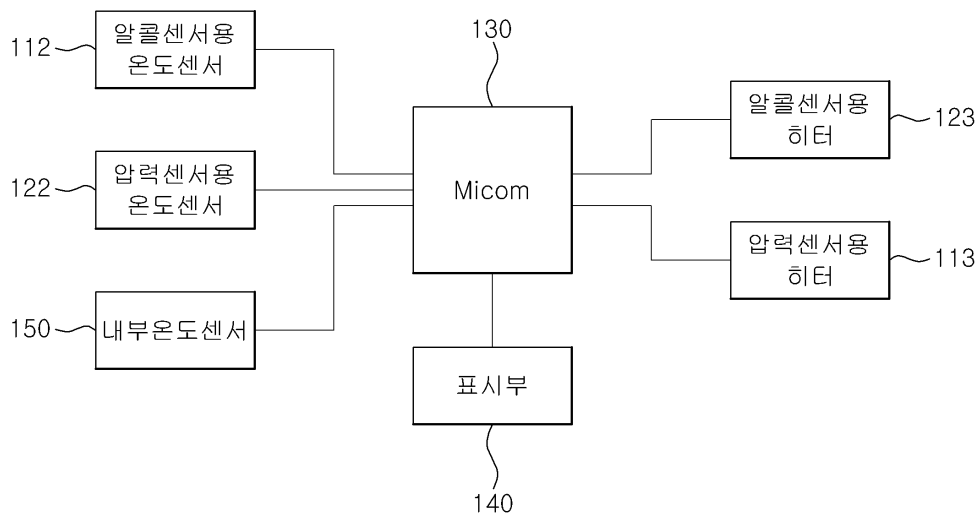 112
알콜센서용
온도센서
122
압력센서용
온도센서
150
내부온도센서
130
Micom
표시부
140
알콜센서용
히터
123
압력센서용
히터
113